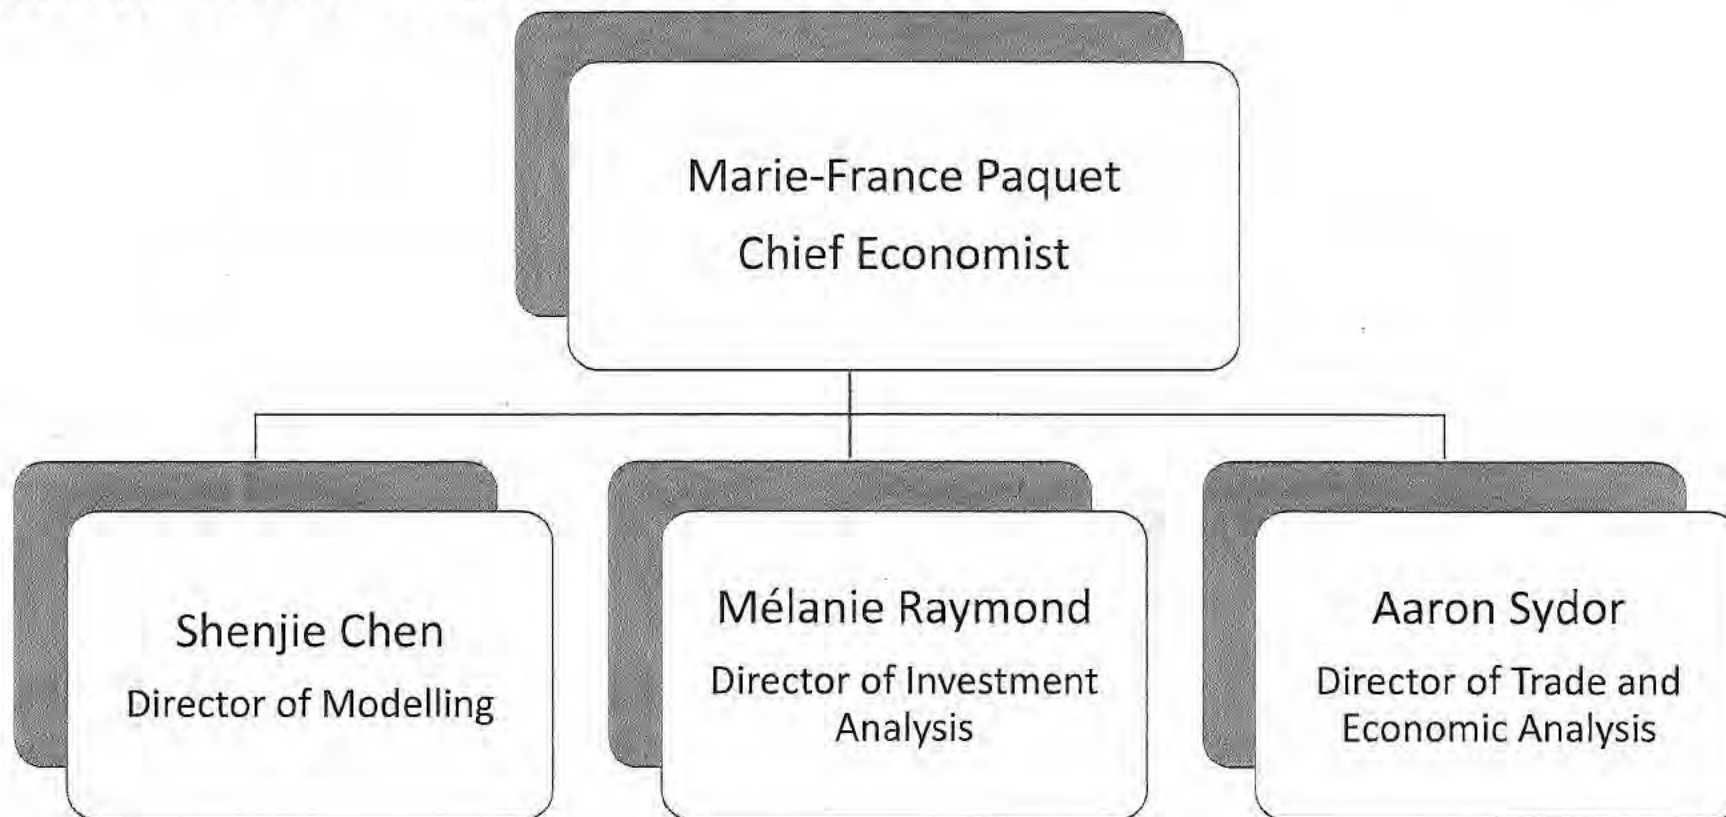 Marie-France Paquet
Chief Economist
Shenjie Chen
Director of Modelling
Mélanie Raymond
Director of Investment
Analysis
Aaron Sydor
Director of Trade and
Economic Analysis